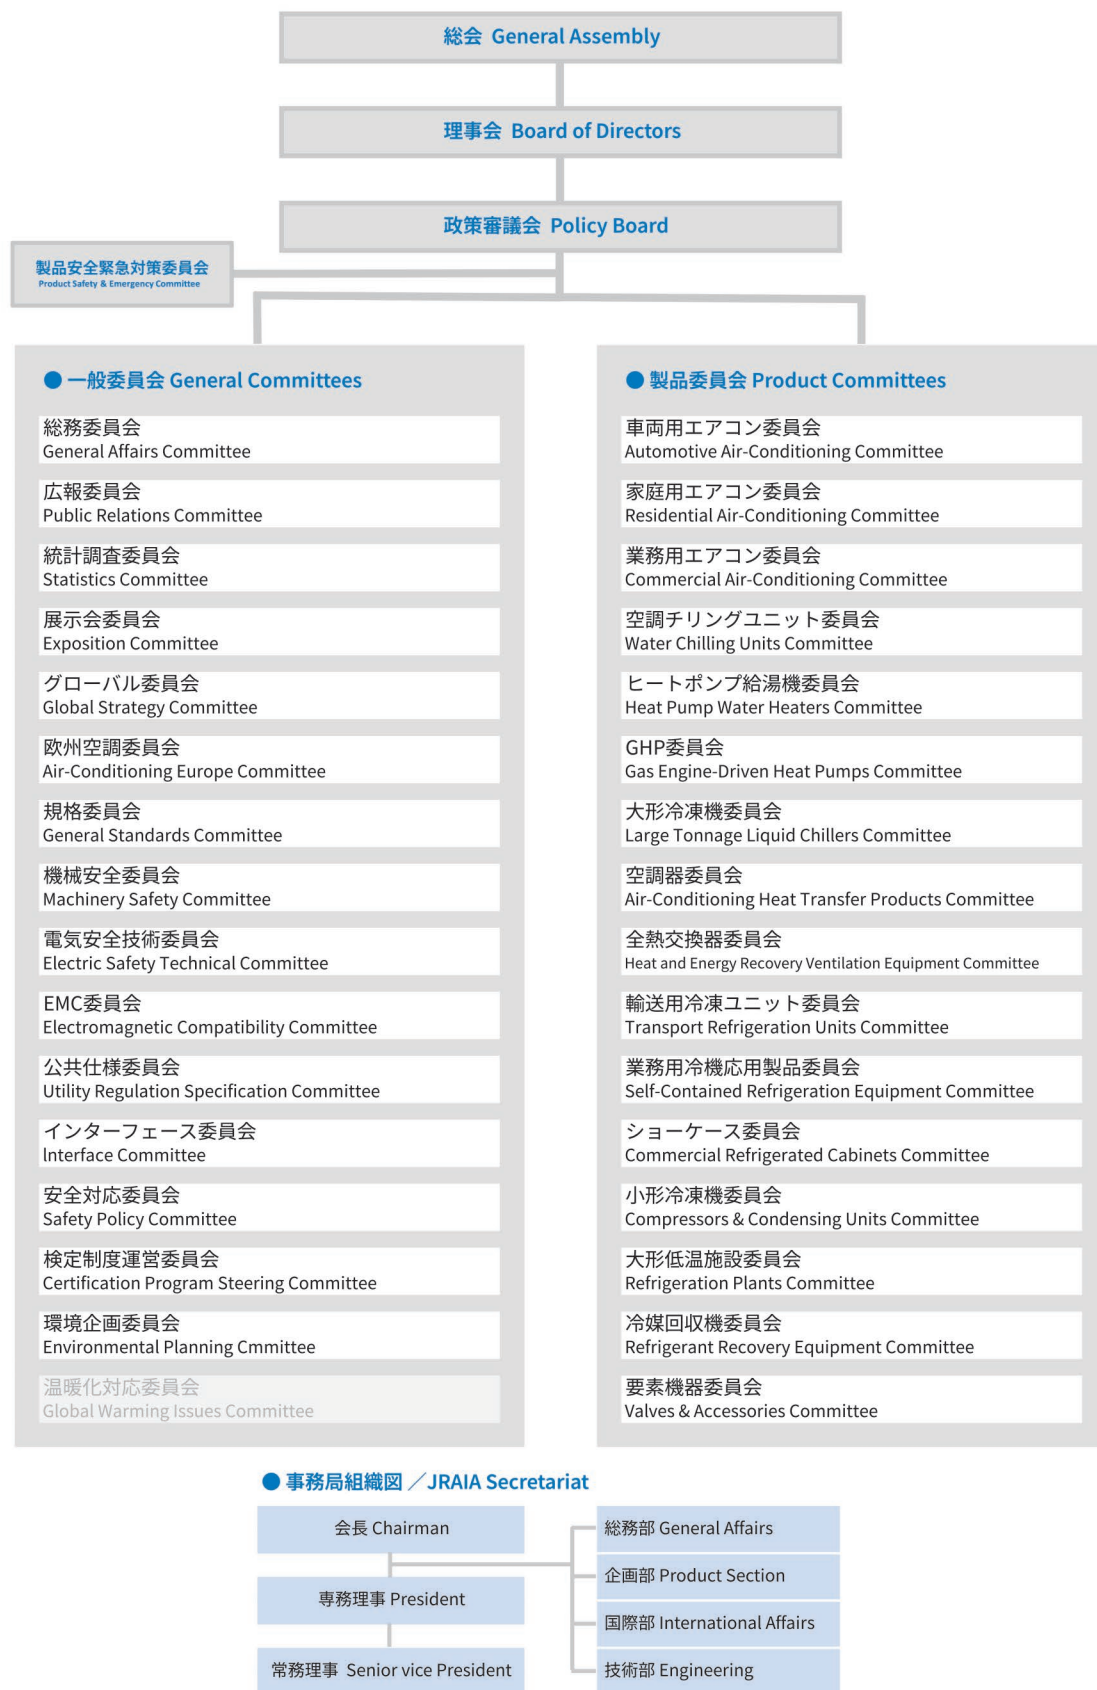 総会 General Assembly
理事会 Board of Directors
政策審議会 Policy Board
製品安全緊急対策委員会
Product Safety & Emergency Committee
● 一般委員会 General Committees
総務委員会
General Affairs Committee
広報委員会
Public Relations Committee
統計調査委員会
Statistics Committee
展示会委員会
Exposition Committee
グローバル委員会
Global Strategy Committee
欧州空調委員会
Air-Conditioning Europe Committee
規格委員会
General Standards Committee
機械安全委員会
Machinery Safety Committee
電気安全技術委員会
Electric Safety Technical Committee
EMC委員会
Electromagnetic Compatibility Committee
公共仕様委員会
Utility Regulation Specification Committee
インターフェース委員会
Interface Committee
安全対応委員会
Safety Policy Committee
検定制度運営委員会
Certification Program Steering Committee
環境企画委員会
Environmental Planning Cmmittee
温暖化対応委員会
Global Warming Issues Committee
● 製品委員会 Product Committees
車両用エアコン委員会
Automotive Air-Conditioning Committee
家庭用エアコン委員会
Residential Air-Conditioning Committee
業務用エアコン委員会
Commercial Air-Conditioning Committee
空調チリングユニット委員会
Water Chilling Units Committee
ヒートポンプ給湯機委員会
Heat Pump Water Heaters Committee
GHP委員会
Gas Engine-Driven Heat Pumps Committee
大形冷凍機委員会
Large Tonnage Liquid Chillers Committee
空調器委員会
Air-Conditioning Heat Transfer Products Committee
全熱交換器委員会
Heat and Energy Recovery Ventilation Equipment Committee
輸送用冷凍ユニット委員会
Transport Refrigeration Units Committee
業務用冷機応用製品委員会
Self-Contained Refrigeration Equipment Committee
ショーケース委員会
Commercial Refrigerated Cabinets Committee
小形冷凍機委員会
Compressors & Condensing Units Committee
大形低温施設委員会
Refrigeration Plants Committee
冷媒回収機委員会
Refrigerant Recovery Equipment Committee
要素機器委員会
Valves & Accessories Committee
● 事務局組織図 ／JRAIA Secretariat
会長 Chairman
専務理事 President
常務理事 Senior vice President
総務部 General Affairs
企画部 Product Section
国際部 International Affairs
技術部 Engineering